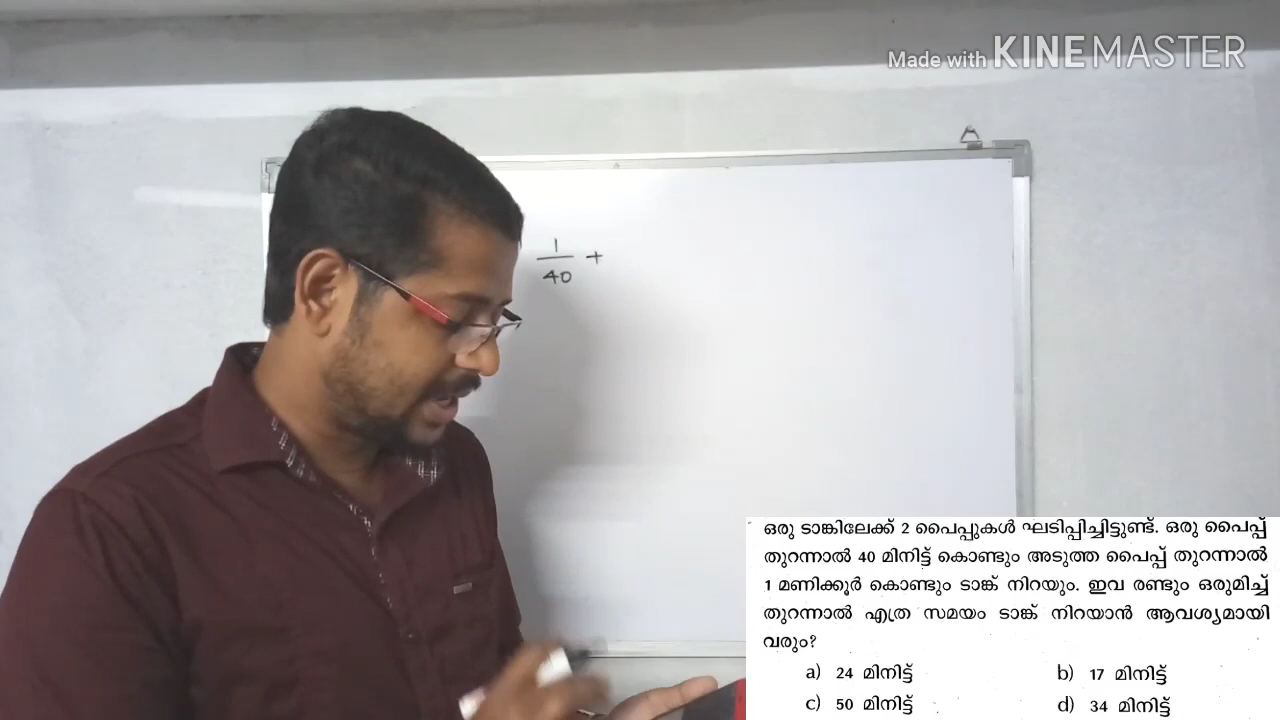 Made with KINEMASTER
1
40 +
ഒരു ടാങ്കിലേക്ക് 2 പൈപ്പുകൾ ഘടിപ്പിച്ചിട്ടുണ്ട്. ഒരു പൈപ്പ്
തുറന്നാൽ 40 മിനിട്ട് കൊണ്ടും അടുത്ത പൈപ്പ് തുറന്നാൽ
1 മണിക്കൂർ കൊണ്ടും ടാങ്ക് നിറയും. ഇവ രണ്ടും ഒരുമിച്ച്
തുറന്നാൽ എത്ര സമയം ടാങ്ക് നിറയാൻ ആവശ്യമായി
വരും?
a) 24 മിനിട്ട് b) 17 മിനിട്ട്
c) 50 മിനിട്ട് d) 34 മിനിട്ട്